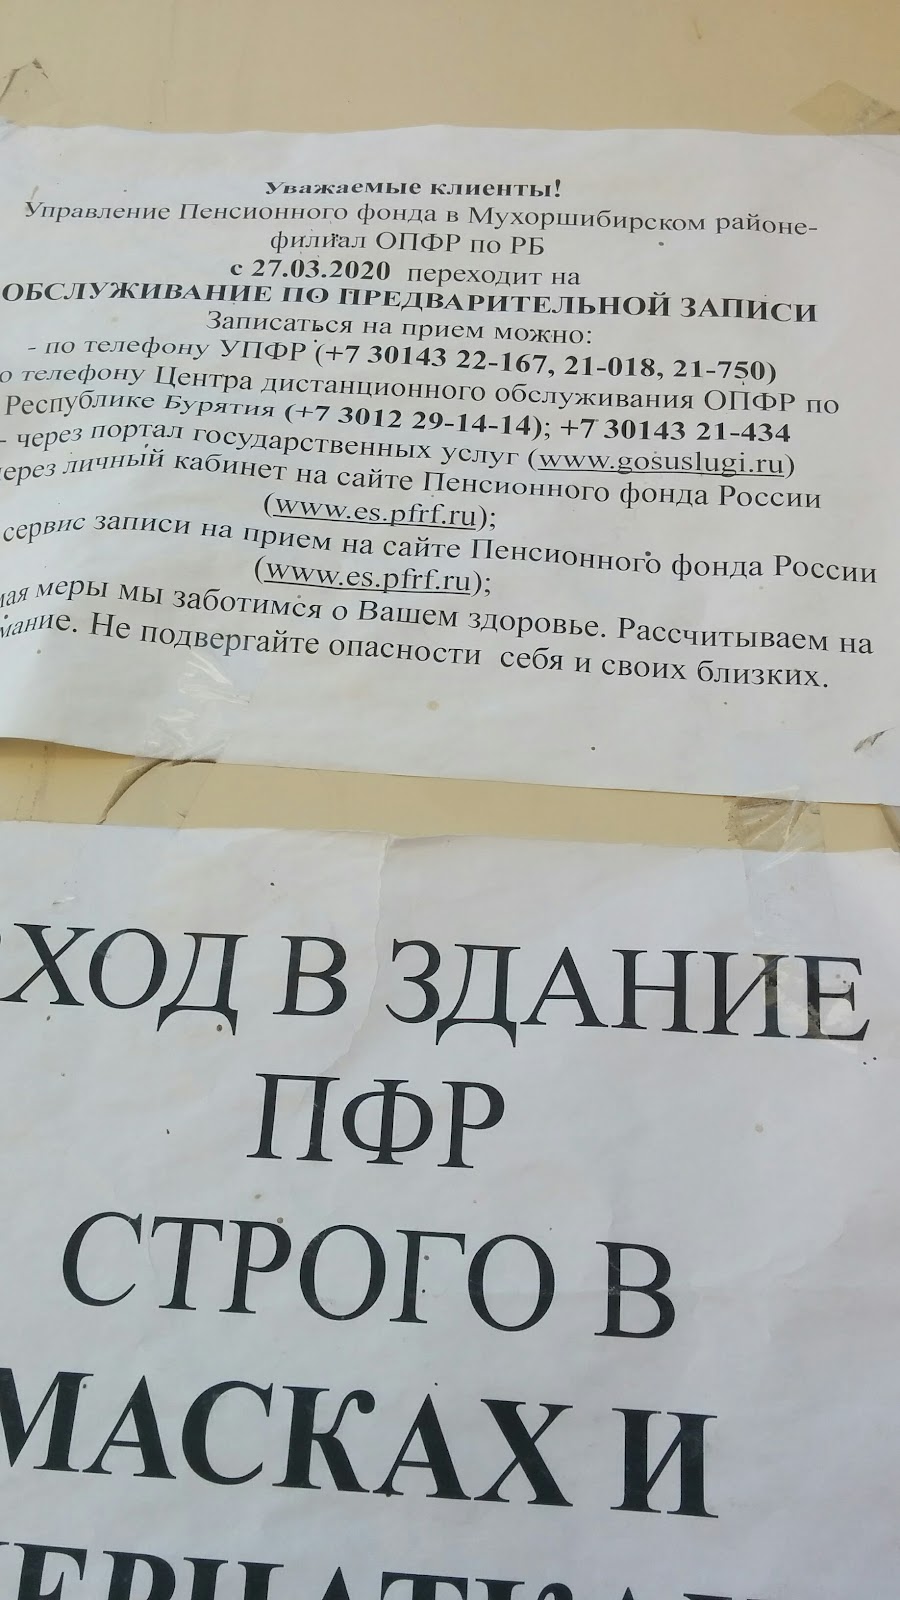 Уважаемые клиенты!
Управление Пенсионного фонда в Мухоршибирском районе-
филиал ОПФР по РБ
с 27.03.2020 переходит на
ОБСЛУЖИВАНИЕ ПО ПРЕДВАРИТЕЛЬНОЙ ЗАПИСИ
Записаться на прием можно:
- по телефону УПФР (+7 30143 22-167, 21-018, 21-750)
о телефону Центра дистанционного обслуживания ОПФР по
Республике Бурятия (+7 3012 29-14-14); +7 30143 21-434
- через портал государственных услуг (www.gosuslugi.ru)
через личный кабинет на сайте Пенсионного фонда России
(www.es.pfrf.ru);
сервис записи на прием на сайте Пенсионного фонда России
(www.es.pfrf.ru);
мая меры мы заботимся о Вашем здоровье. Рассчитываем на
мание. Не подвергайте опасности себя и своих близких.
ВХОД В ЗДАНИЕ
ПФР
СТРОГО В
МАСКАХ И